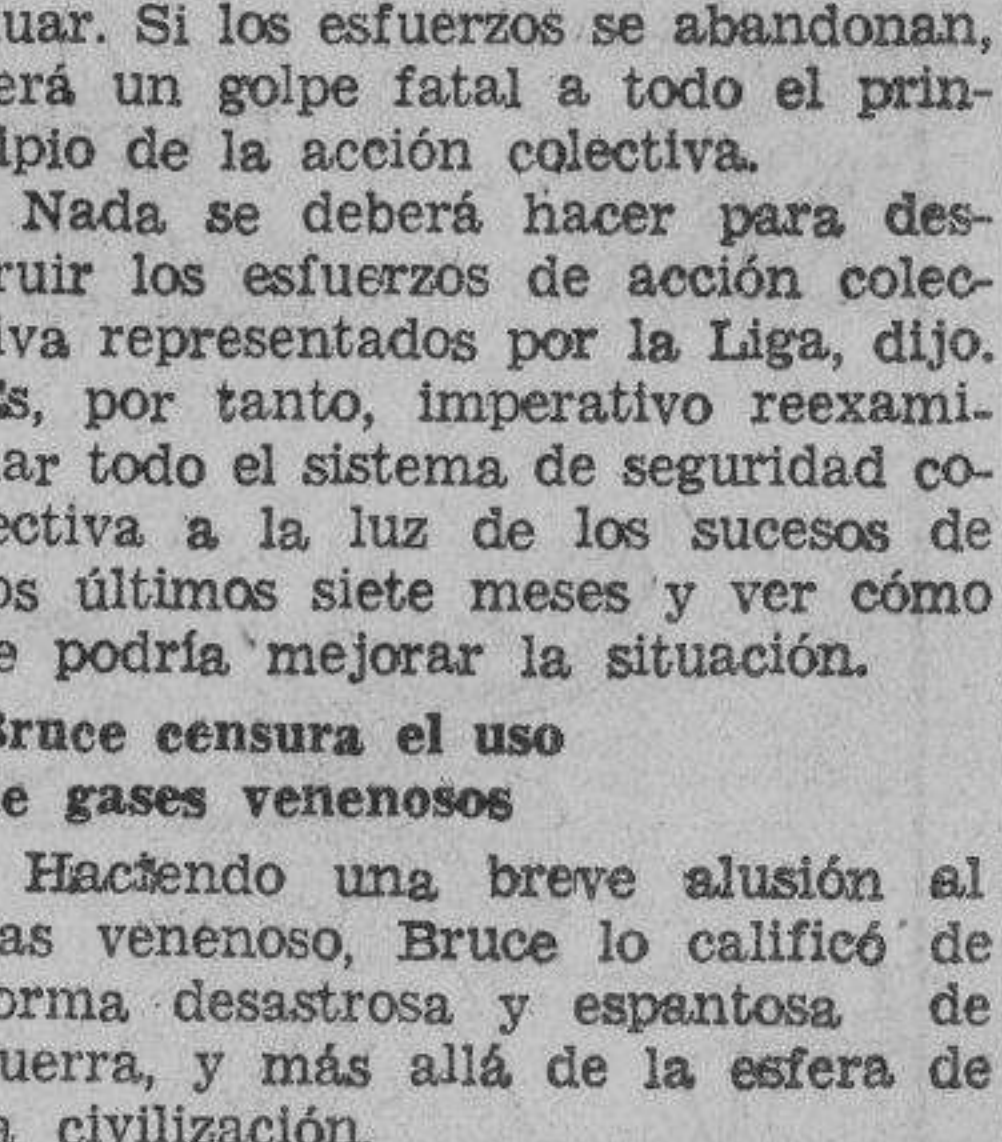 uar. Si los esfuerzos se abandonan,
erá un golpe fatal a todo el prin-
ipio de la acción colectiva.
Nada se deberá hacer para des-
ruir los esfuerzos de acción colec-
iva representados por la Liga, dijo.
Es, por tanto, imperativo reexami-
ar todo el sistema de seguridad co-
ectiva a la luz de los sucesos de
os últimos siete meses y ver cómo
e podría mejorar la situación.
Bruce censura el uso
e gases venenosos
Haciendo una breve alusión al
as venenoso, Bruce lo calificó de
orma desastrosa y espantosa de
uerra, y más allá de la esfera de
a civilización